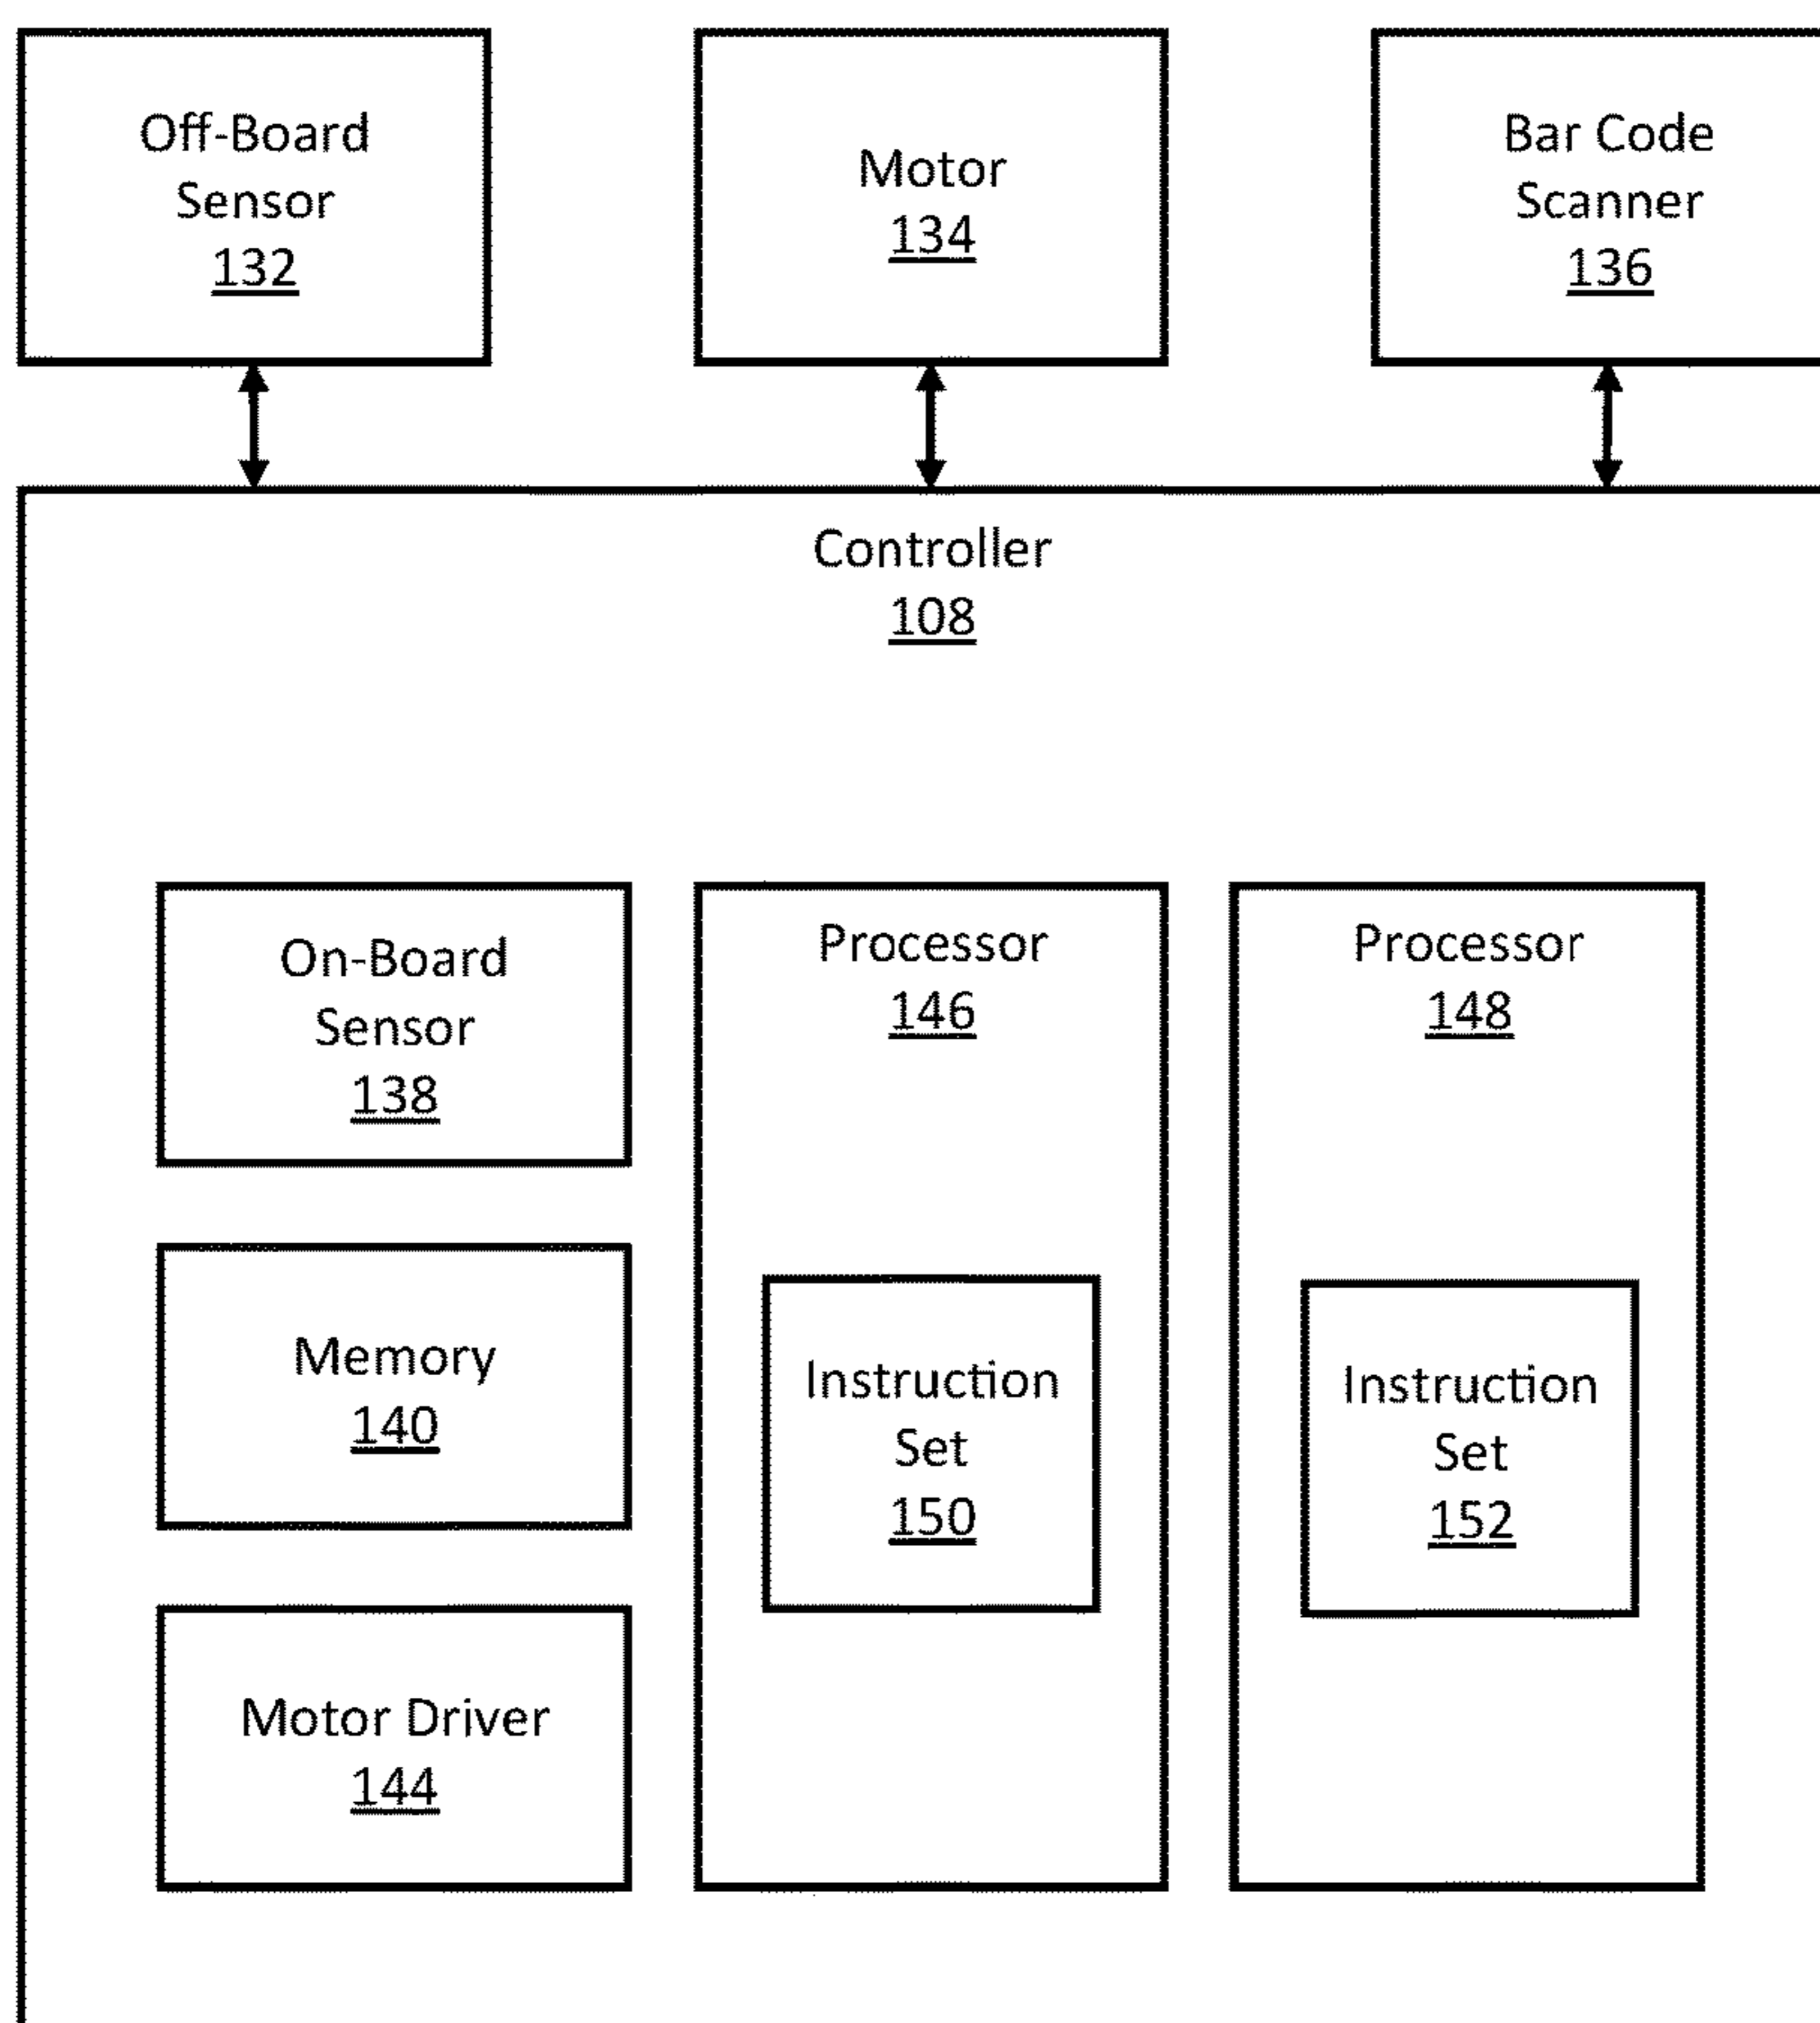 Off-Board
Sensor
132
Motor
134
Bar Code
Scanner
136
Controller
108
On-Board
Sensor
138
Memory
140
Motor Driver
144
Processor
146
Instruction
Set
150
Processor
148
Instruction
Set
152